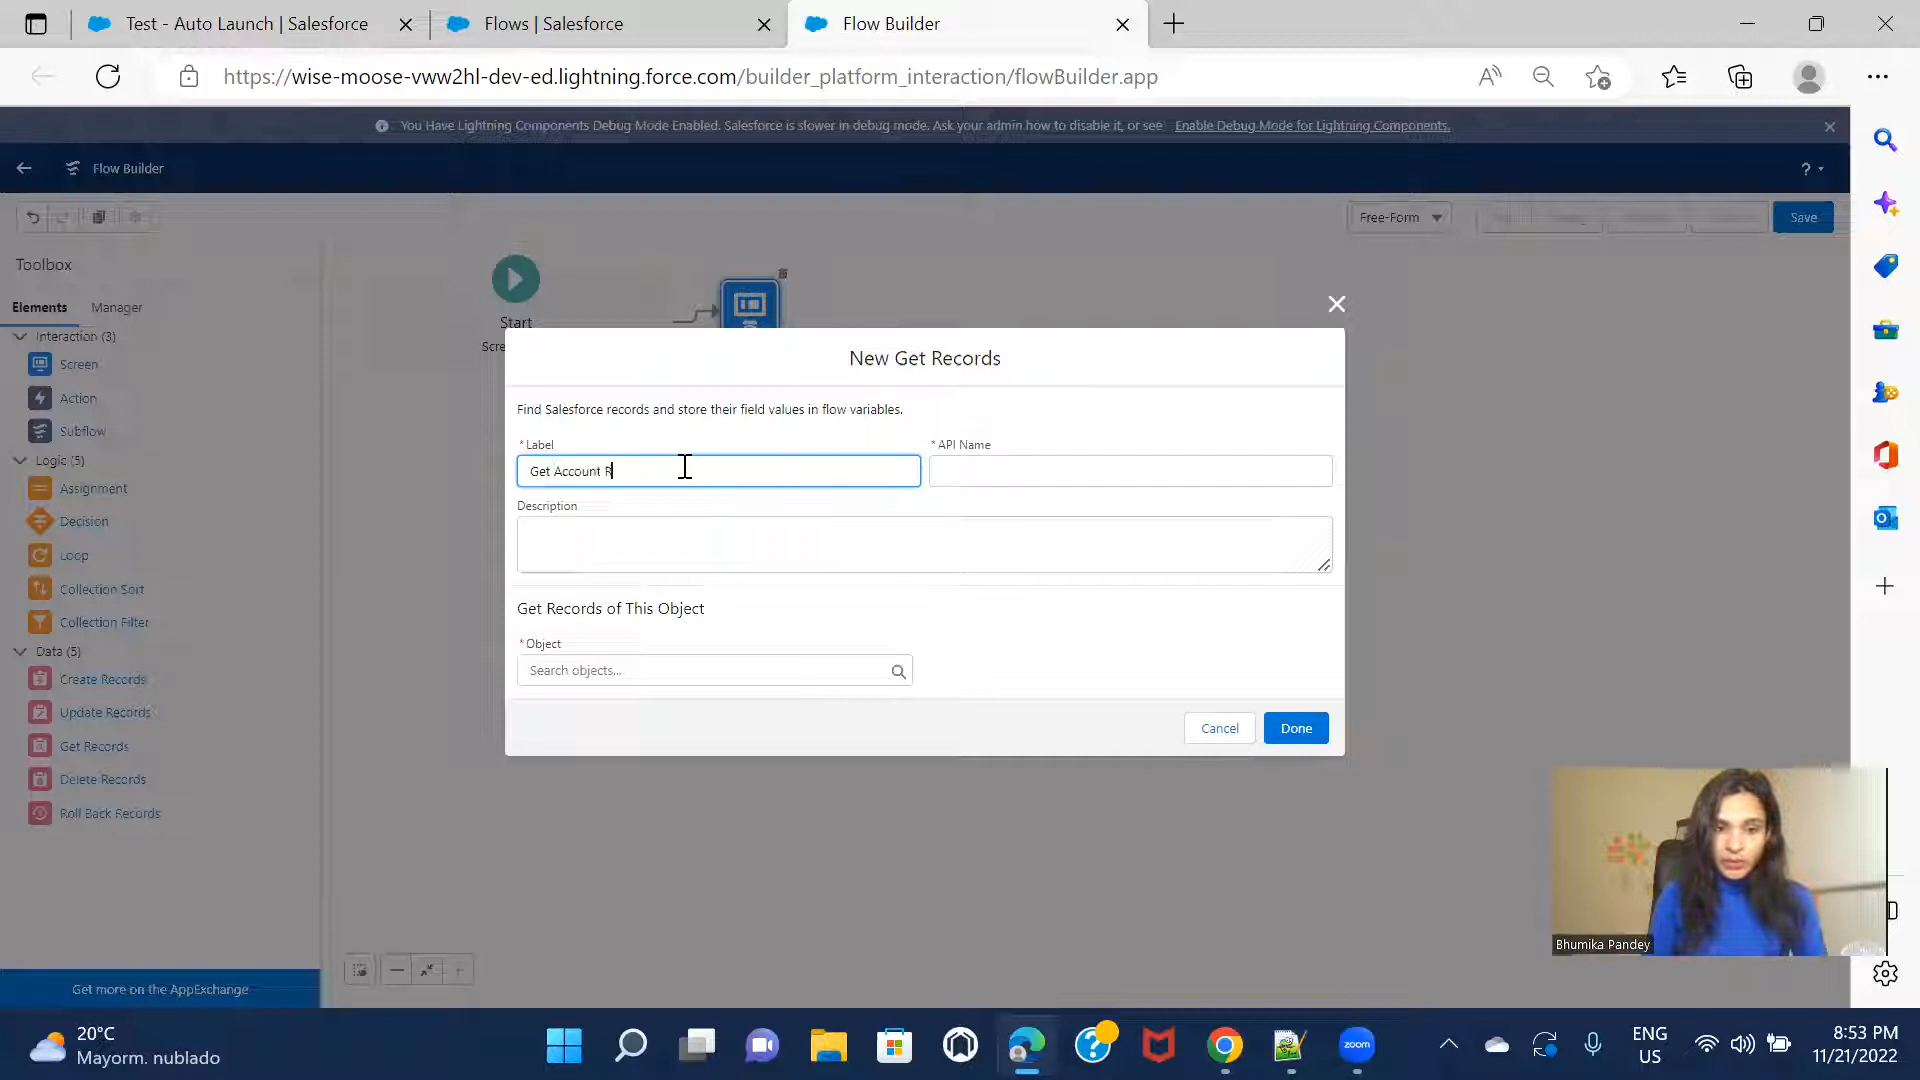 Test - Auto Launch | Salesforce
Flows | Salesforce
Flow Builder
https://wise-moose-vww2hl-dev-ed.lightning.force.com/builder_platform_interaction/flowBuilder.app
You Have Lightning Components Debug Mode Enabled. Salesforce is slower in debug mode. Ask your admin how to disable it, or see Enable Debug Mode for Lightning Components.
Flow Builder
?
Free-Form
Save
Toolbox
Elements
Manager
Interaction (3)
Screen
Action
Subflow
Logic (5)
Assignment
Decision
Loop
Collection Sort
Collection Filter
Data (5)
Create Records
Update Records
Get Records
Delete Records
Roll Back Records
Get more on the AppExchange
Start
Scre
New Get Records
Find Salesforce records and store their field values in flow variables.
* Label
* API Name
Get Account R
Description
Get Records of This Object
* Object
Search objects...
Cancel
Done
Bhumika Pandey
20°C
Mayorm. nublado
zoom
ENG
US
8:53 PM
11/21/2022